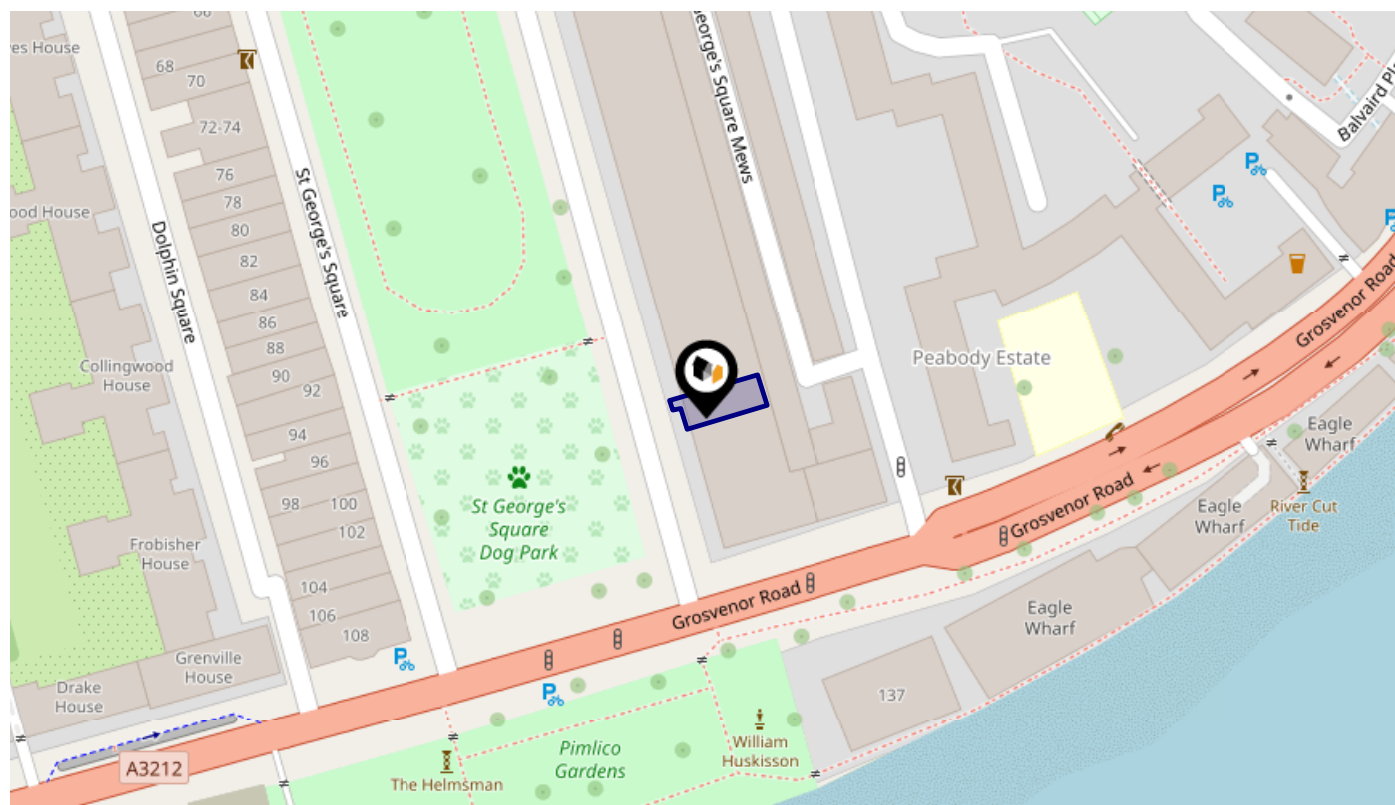 66
68
70
72-74
76
78
80
82
84
86
88
90
92
94
96
98
100
102
104
106
108
St George's Square
Dolphin Square
Collingwood
House
Frobisher
House
Grenville
House
Drake
House
A3212
St George's
Square
Dog Park
eorge's Square Mews
Peabody Estate
Balvaird Pla
Grosvenor Road
Grosvenor Road
Grosvenor Road
Eagle
Wharf
Eagle
Wharf
River Cut
Tide
Eagle
Wharf
137
William
Huskisson
Pimlico
Gardens
The Helmsman
ves House
ood House
P
P
P
P
P